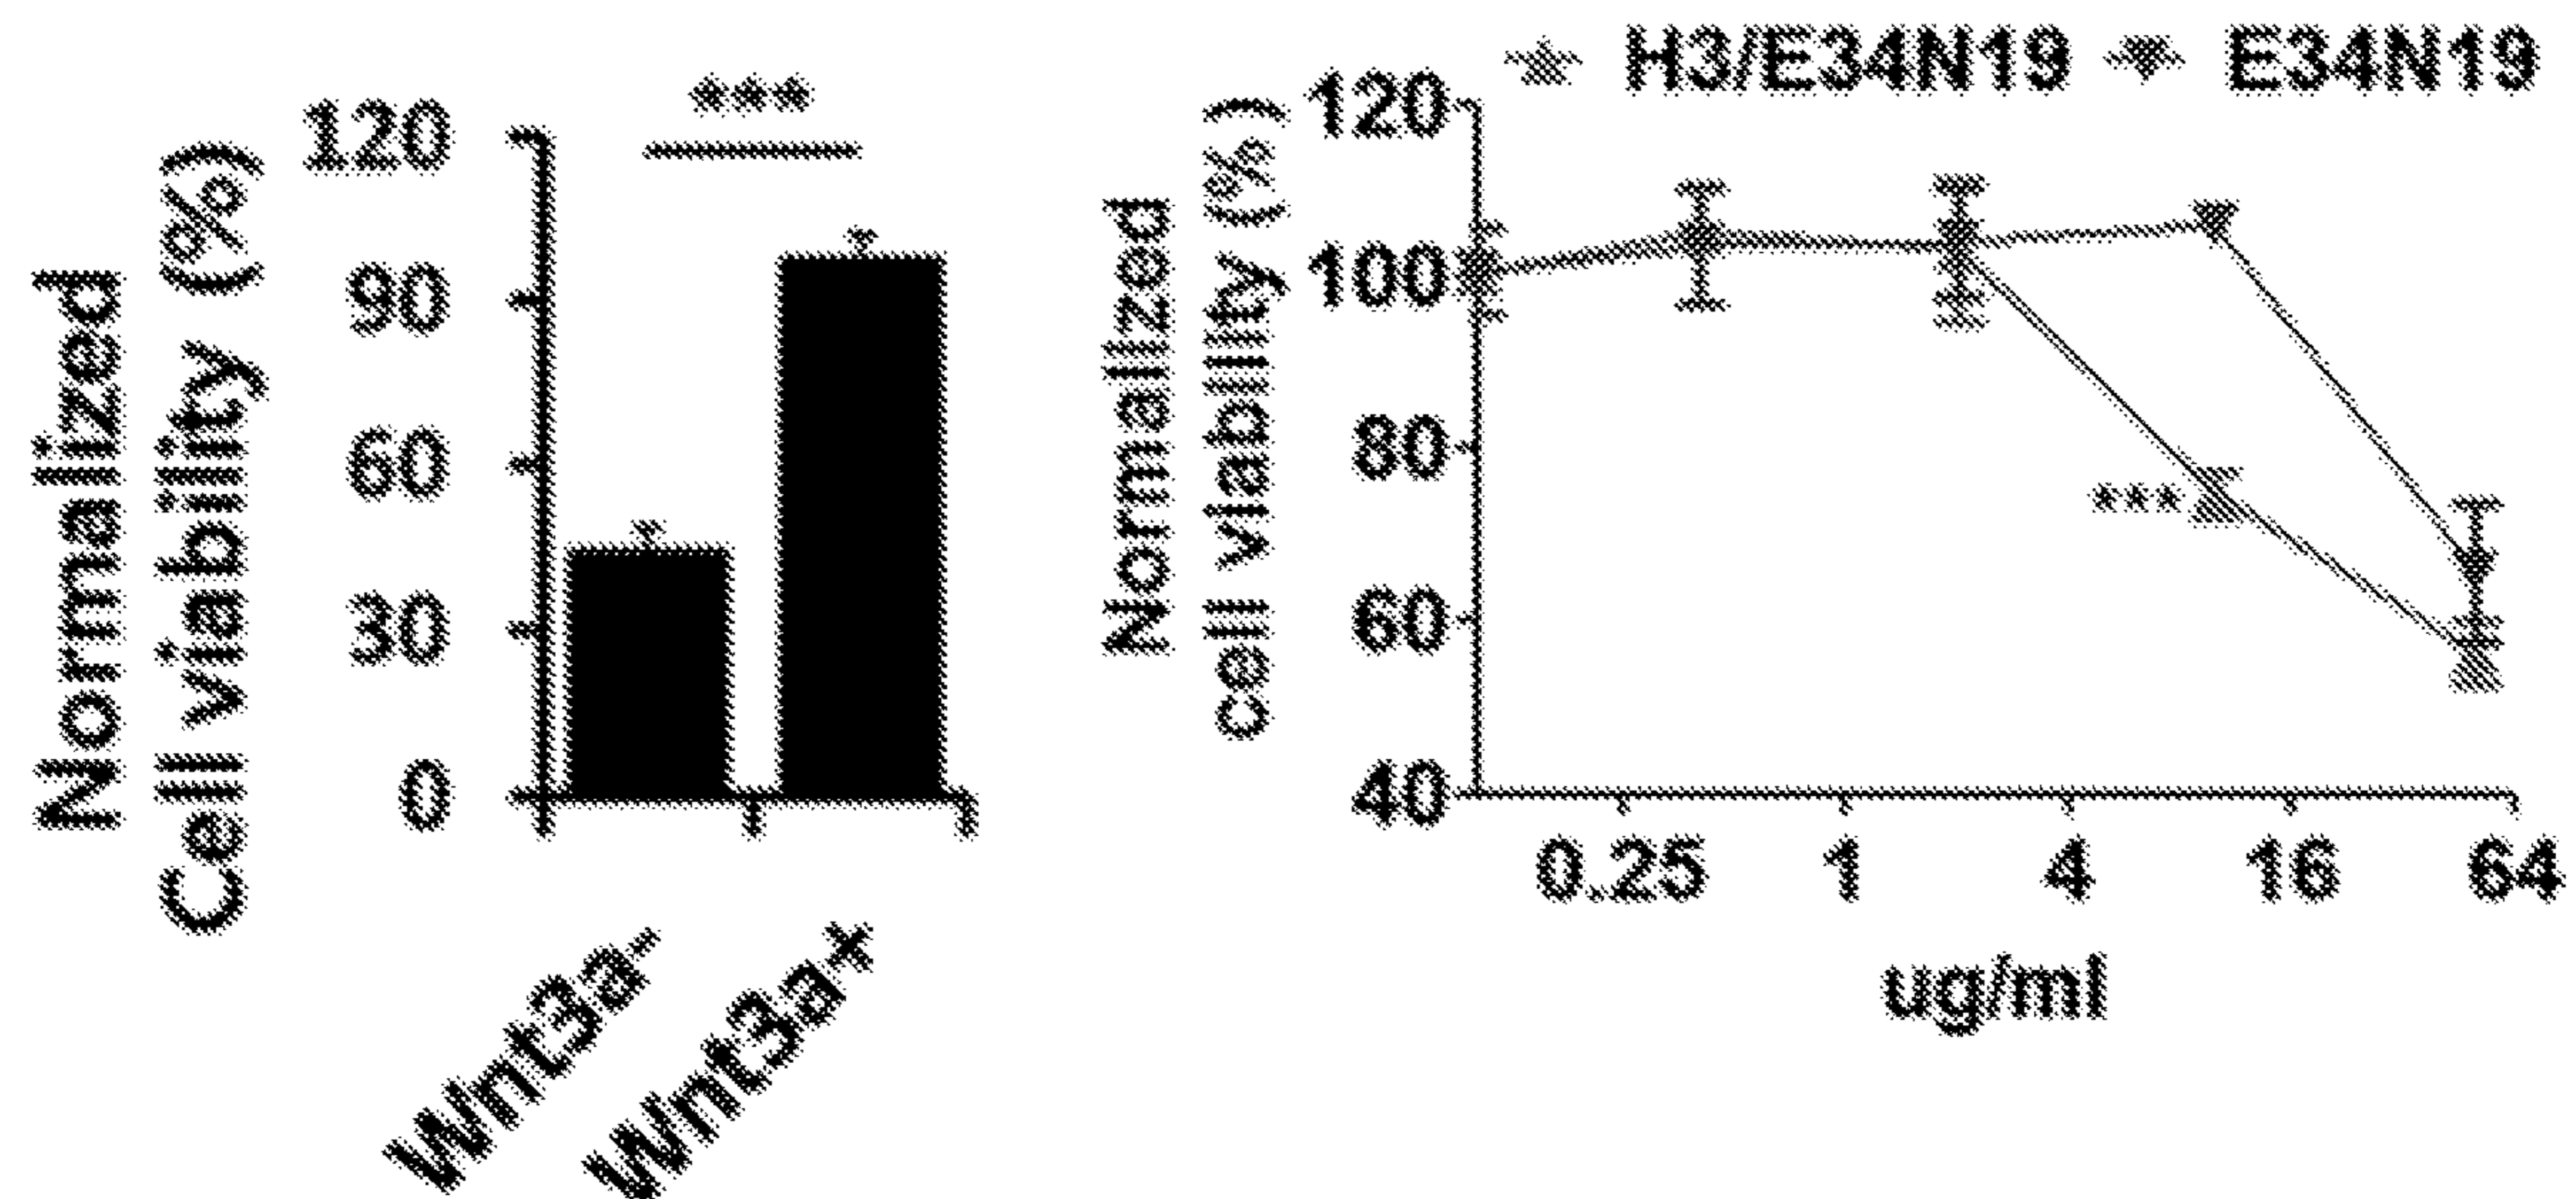 Normalized
Cell viability (%)
120
90
60
30
0
***
Wnt3a-
Wnt3a+
H3/E34N19
E34N19
Normalized
cell viability (%)
120
100
80
60
40
***
0.25
1
4
16
64
ug/ml